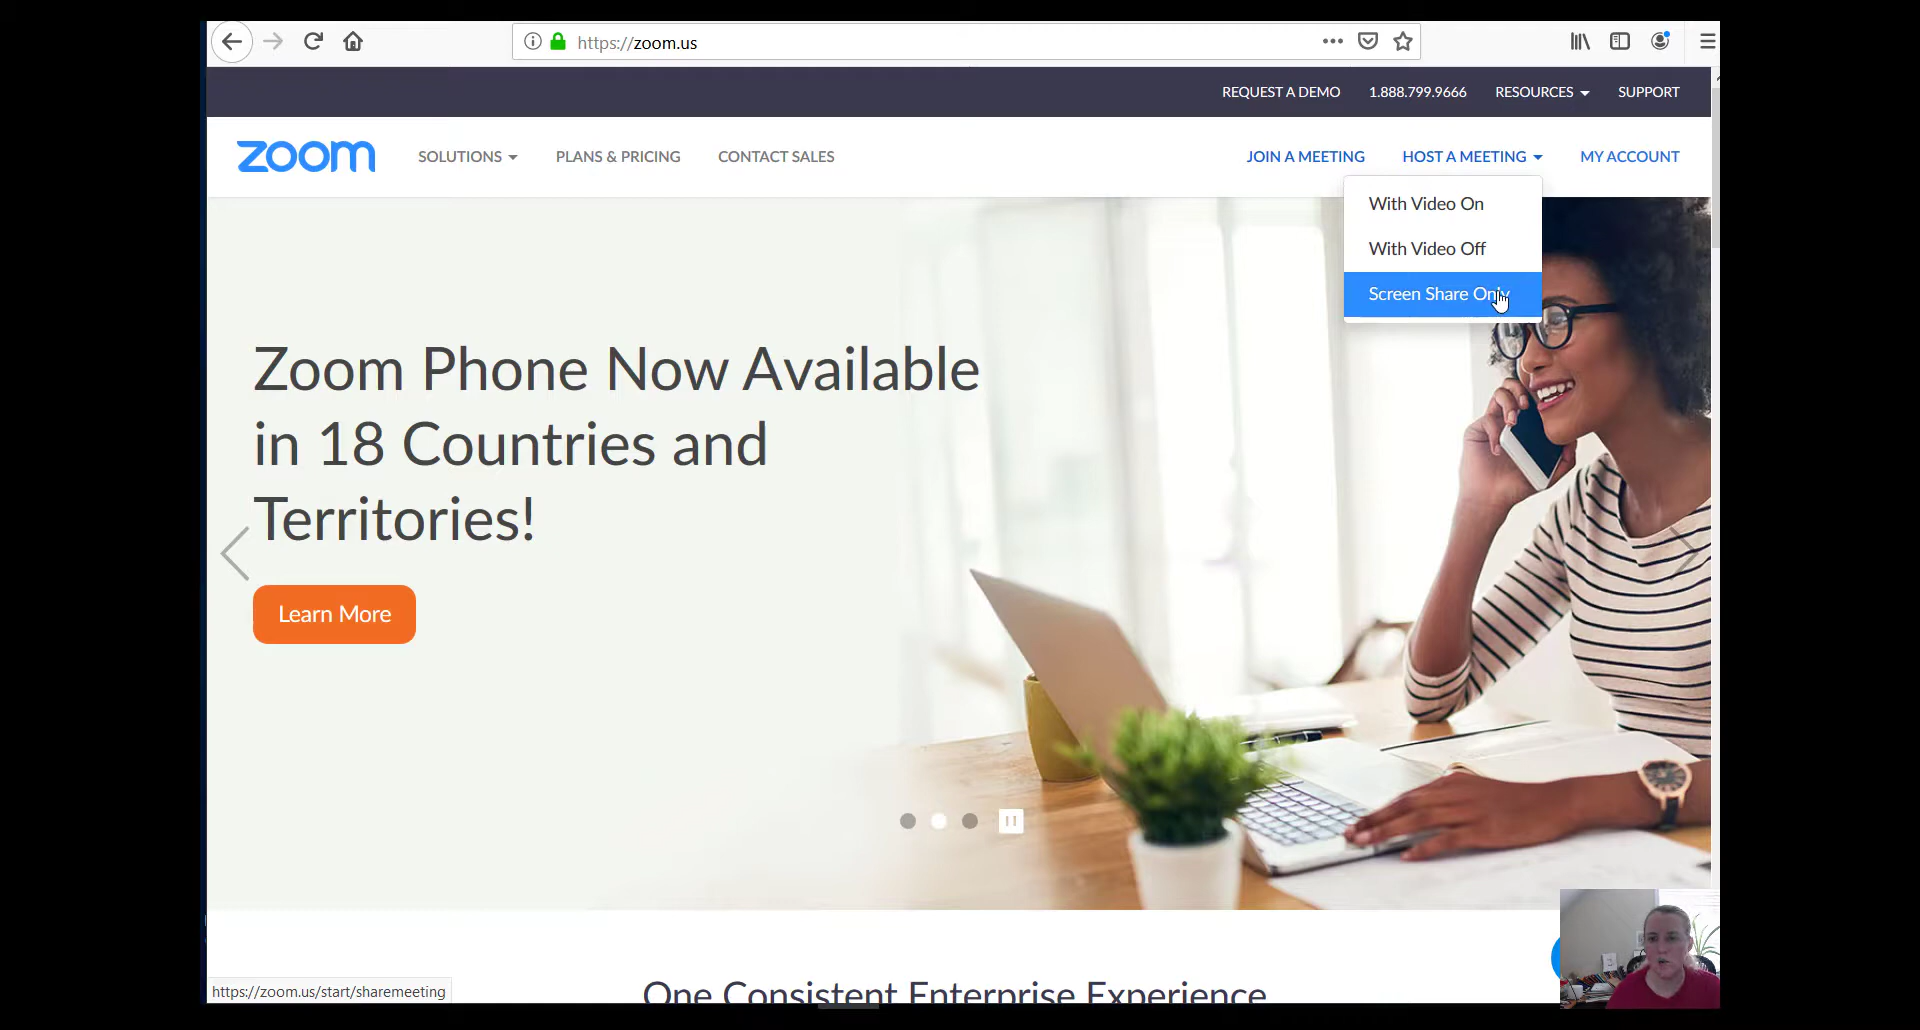 https://zoom.us
REQUEST A DEMO 1.888.799.9666 RESOURCES SUPPORT
zoom SOLUTIONS PLANS & PRICING CONTACT SALES JOIN A MEETING HOST A MEETING MY ACCOUNT
With Video On
With Video Off
Screen Share Only
Zoom Phone Now Available
in 18 Countries and
Territories!
Learn More
One Consistent Enterprise Experience
https://zoom.us/start/sharemeeting